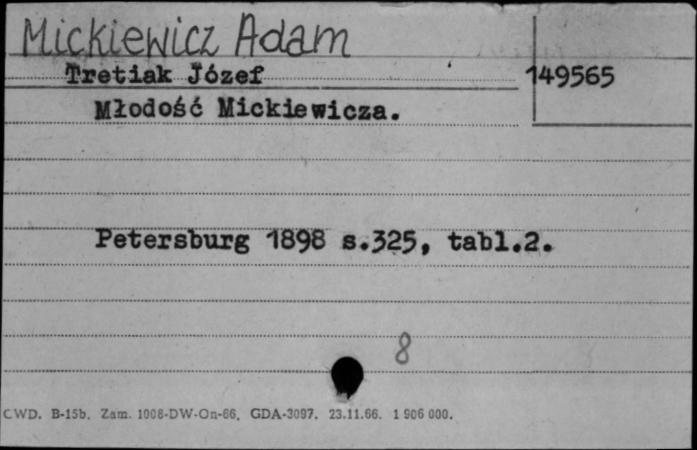 Mickiewicz Adam
Tretiak Józef 149565
Młodość Mickiewicza.
Petersburg 1898 s.325, tabl.2.
8
CWD. B-15b. Zam. 1008-DW-On-66. GDA-3097. 23.11.66. 1 906 000.